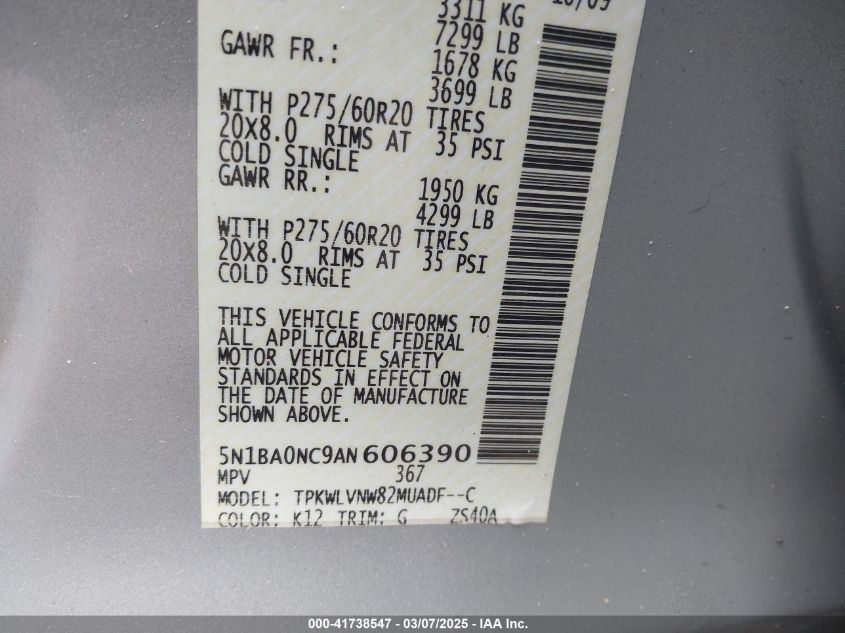 10/09
3311 KG
7299 LB
GAWR FR.: 1678 KG
3699 LB
WITH P275/60R20 TIRES
20X8.0 RIMS AT 35 PSI
COLD SINGLE
GAWR RR.: 1950 KG
4299 LB
WITH P275/60R20 TIRES
20X8.0 RIMS AT 35 PSI
COLD SINGLE
THIS VEHICLE CONFORMS TO
ALL APPLICABLE FEDERAL
MOTOR VEHICLE SAFETY
STANDARDS IN EFFECT ON
THE DATE OF MANUFACTURE
SHOWN ABOVE.
5N1BA0NC9AN606390
MPV 367
MODEL: TPKWLVNW82MUADF--C
COLOR: K12 TRIM: G ZS40A
000-41738547 - 03/07/2025 - IAA Inc.